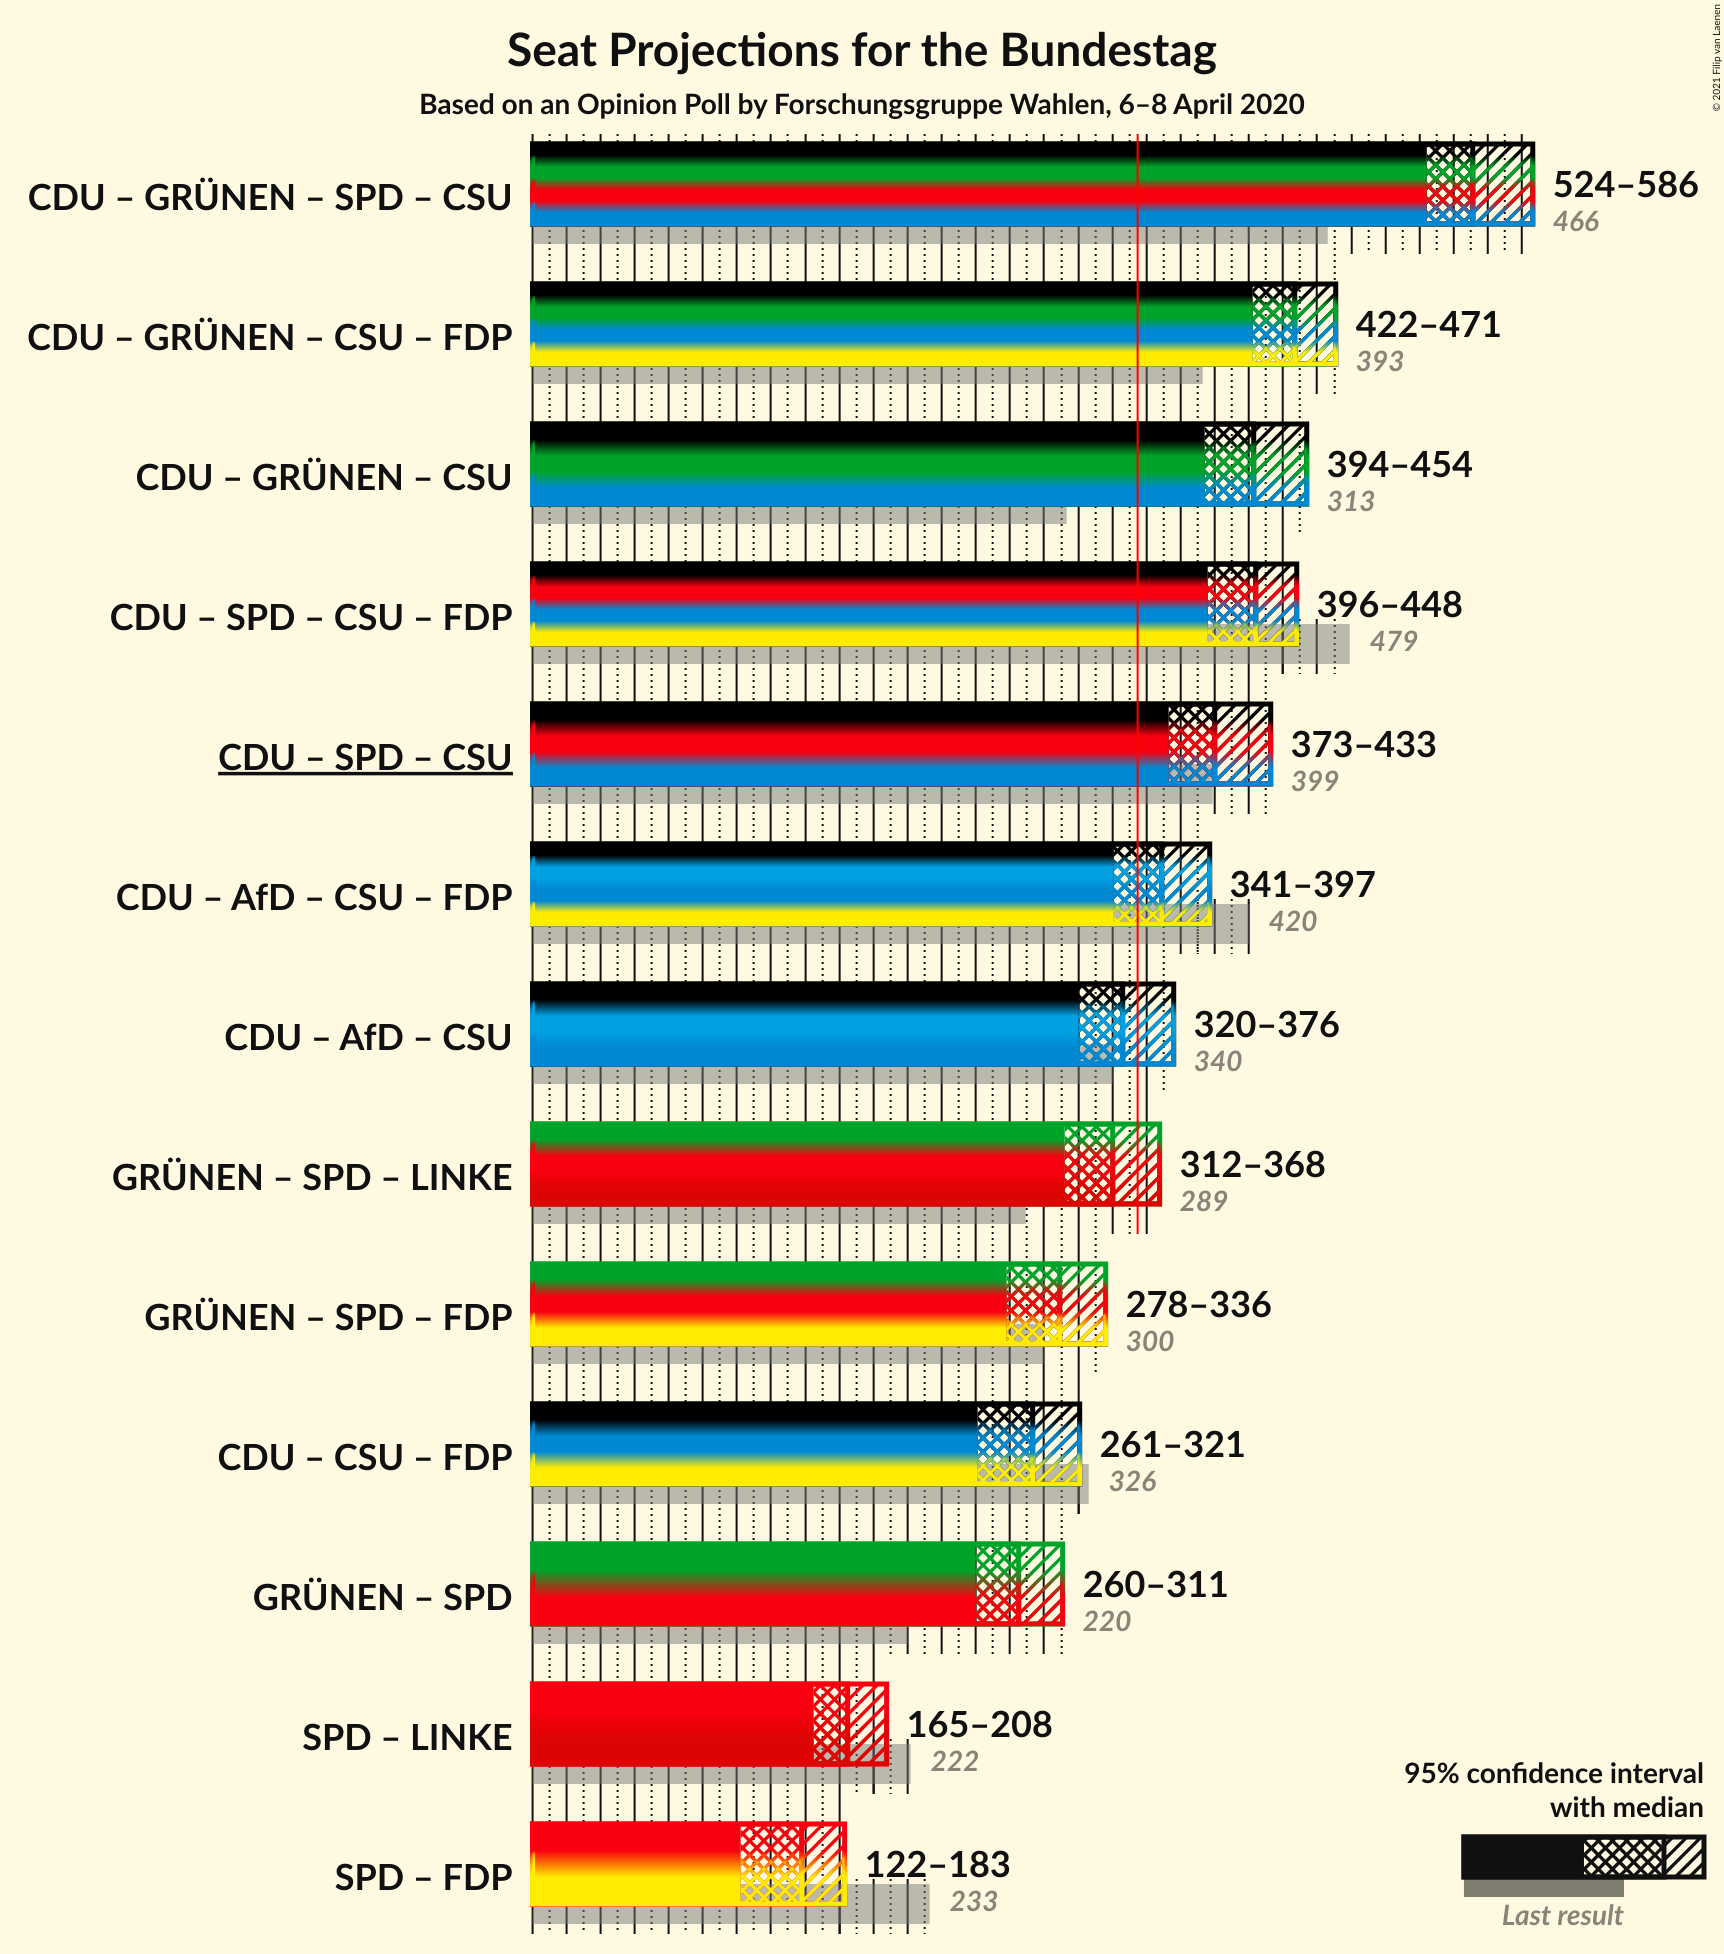 Seat Projections for the Bundestag
Based on an Opinion Poll by Forschungsgruppe Wahlen, 6–8 April 2020
© 2021 Filip van Laenen
CDU – GRÜNEN – SPD – CSU
524–586
466
CDU – GRÜNEN – CSU – FDP
422–471
393
CDU – GRÜNEN – CSU
394–454
313
CDU – SPD – CSU – FDP
396–448
479
CDU – SPD – CSU
373–433
399
CDU – AfD – CSU – FDP
341–397
420
CDU – AfD – CSU
320–376
340
GRÜNEN – SPD – LINKE
312–368
289
GRÜNEN – SPD – FDP
278–336
300
CDU – CSU – FDP
261–321
326
GRÜNEN – SPD
260–311
220
SPD – LINKE
165–208
222
SPD – FDP
122–183
233
95% confidence interval
with median
Last result